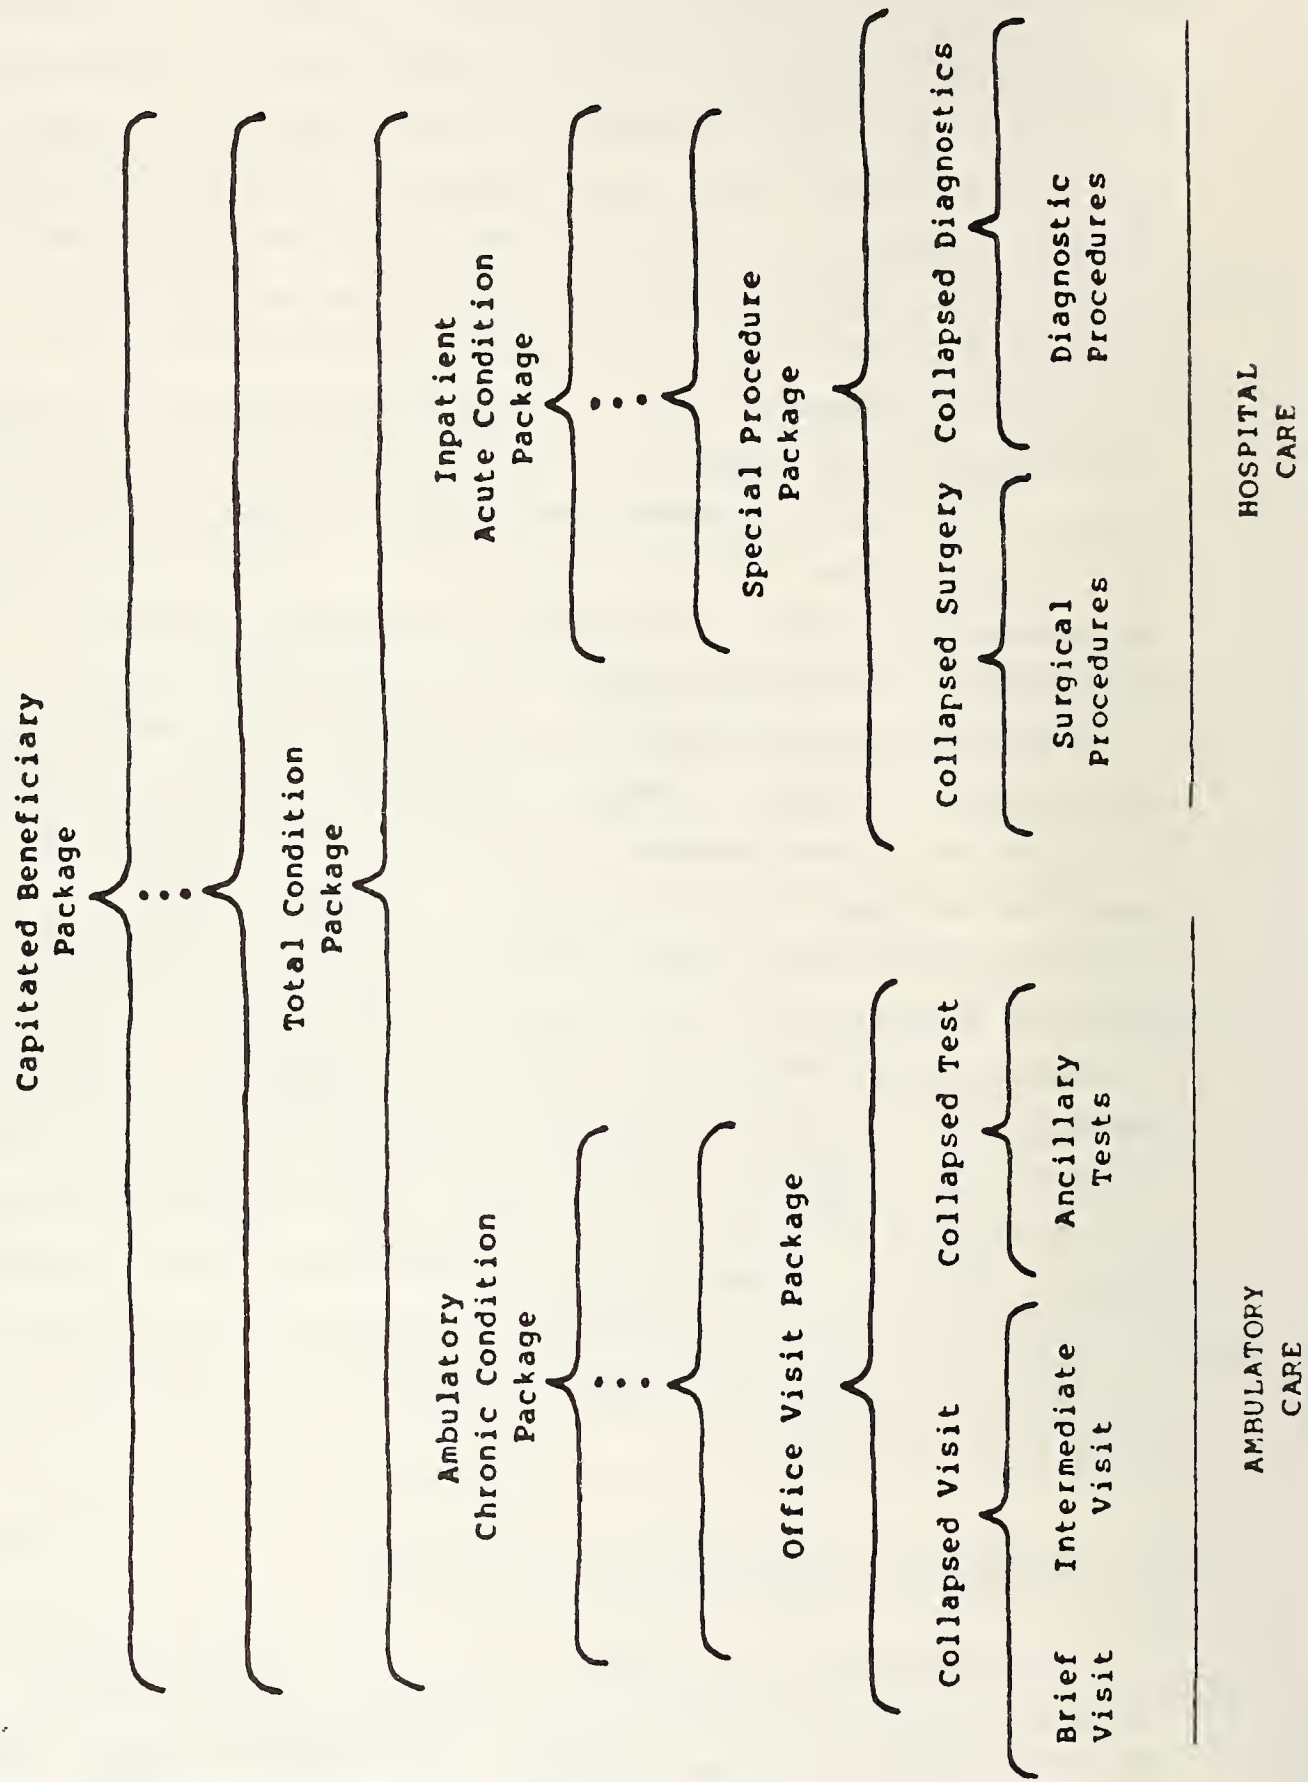 Capitated Beneficiary
Package
Total Condition
Package
Ambulatory
Chronic Condition
Package
Inpatient
Acute Condition
Package
Office Visit Package
Special Procedure
Package
Collapsed Visit
Collapsed Test
Collapsed Surgery
Collapsed Diagnostics
Brief
Visit
Intermediate
Visit
Ancillary
Tests
Surgical
Procedures
Diagnostic
Procedures
AMBULATORY
CARE
HOSPITAL
CARE